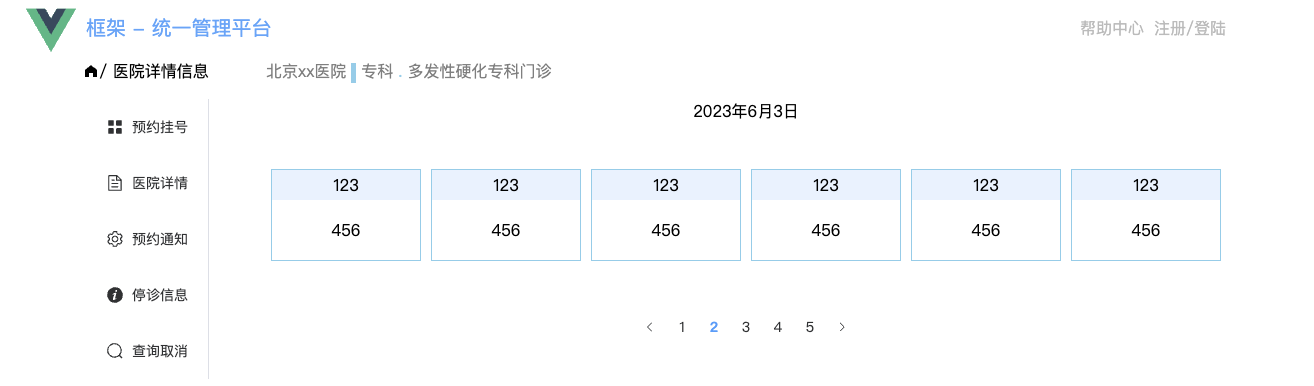 框架 - 统一管理平台 帮助中心 注册/登陆
/ 医院详情信息 北京xx医院 专科 . 多发性硬化专科门诊
预约挂号
医院详情
预约通知
停诊信息
查询取消
2023年6月3日
123 123 123 123 123 123
456 456 456 456 456 456
< 1 2 3 4 5 >